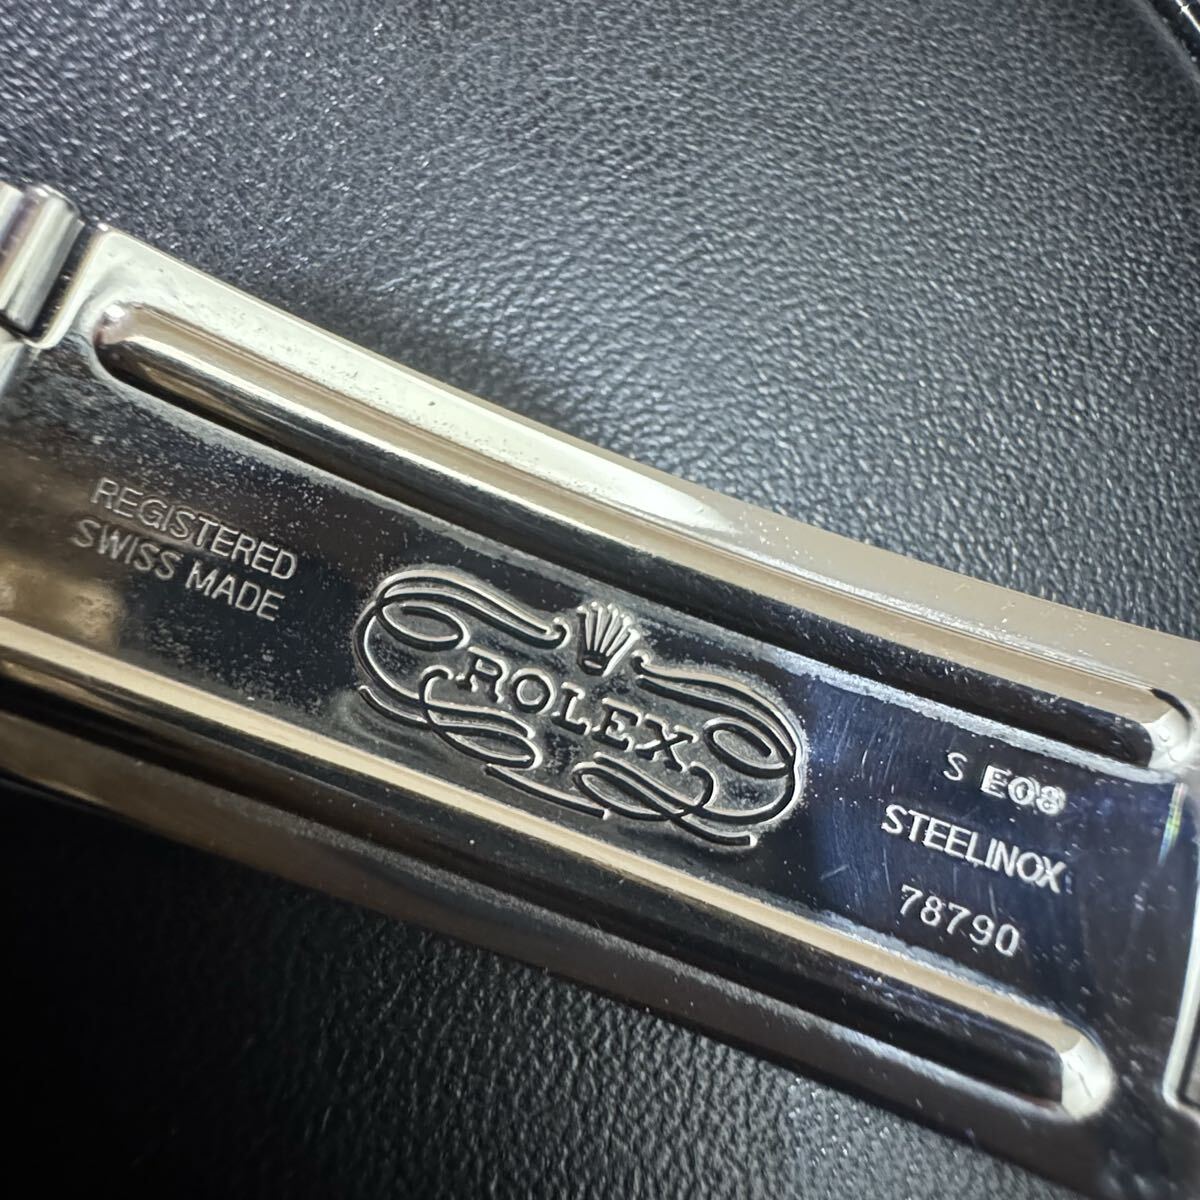 REGISTERED
SWISS MADE
ROLEX
S E08
STEELINOX
78790